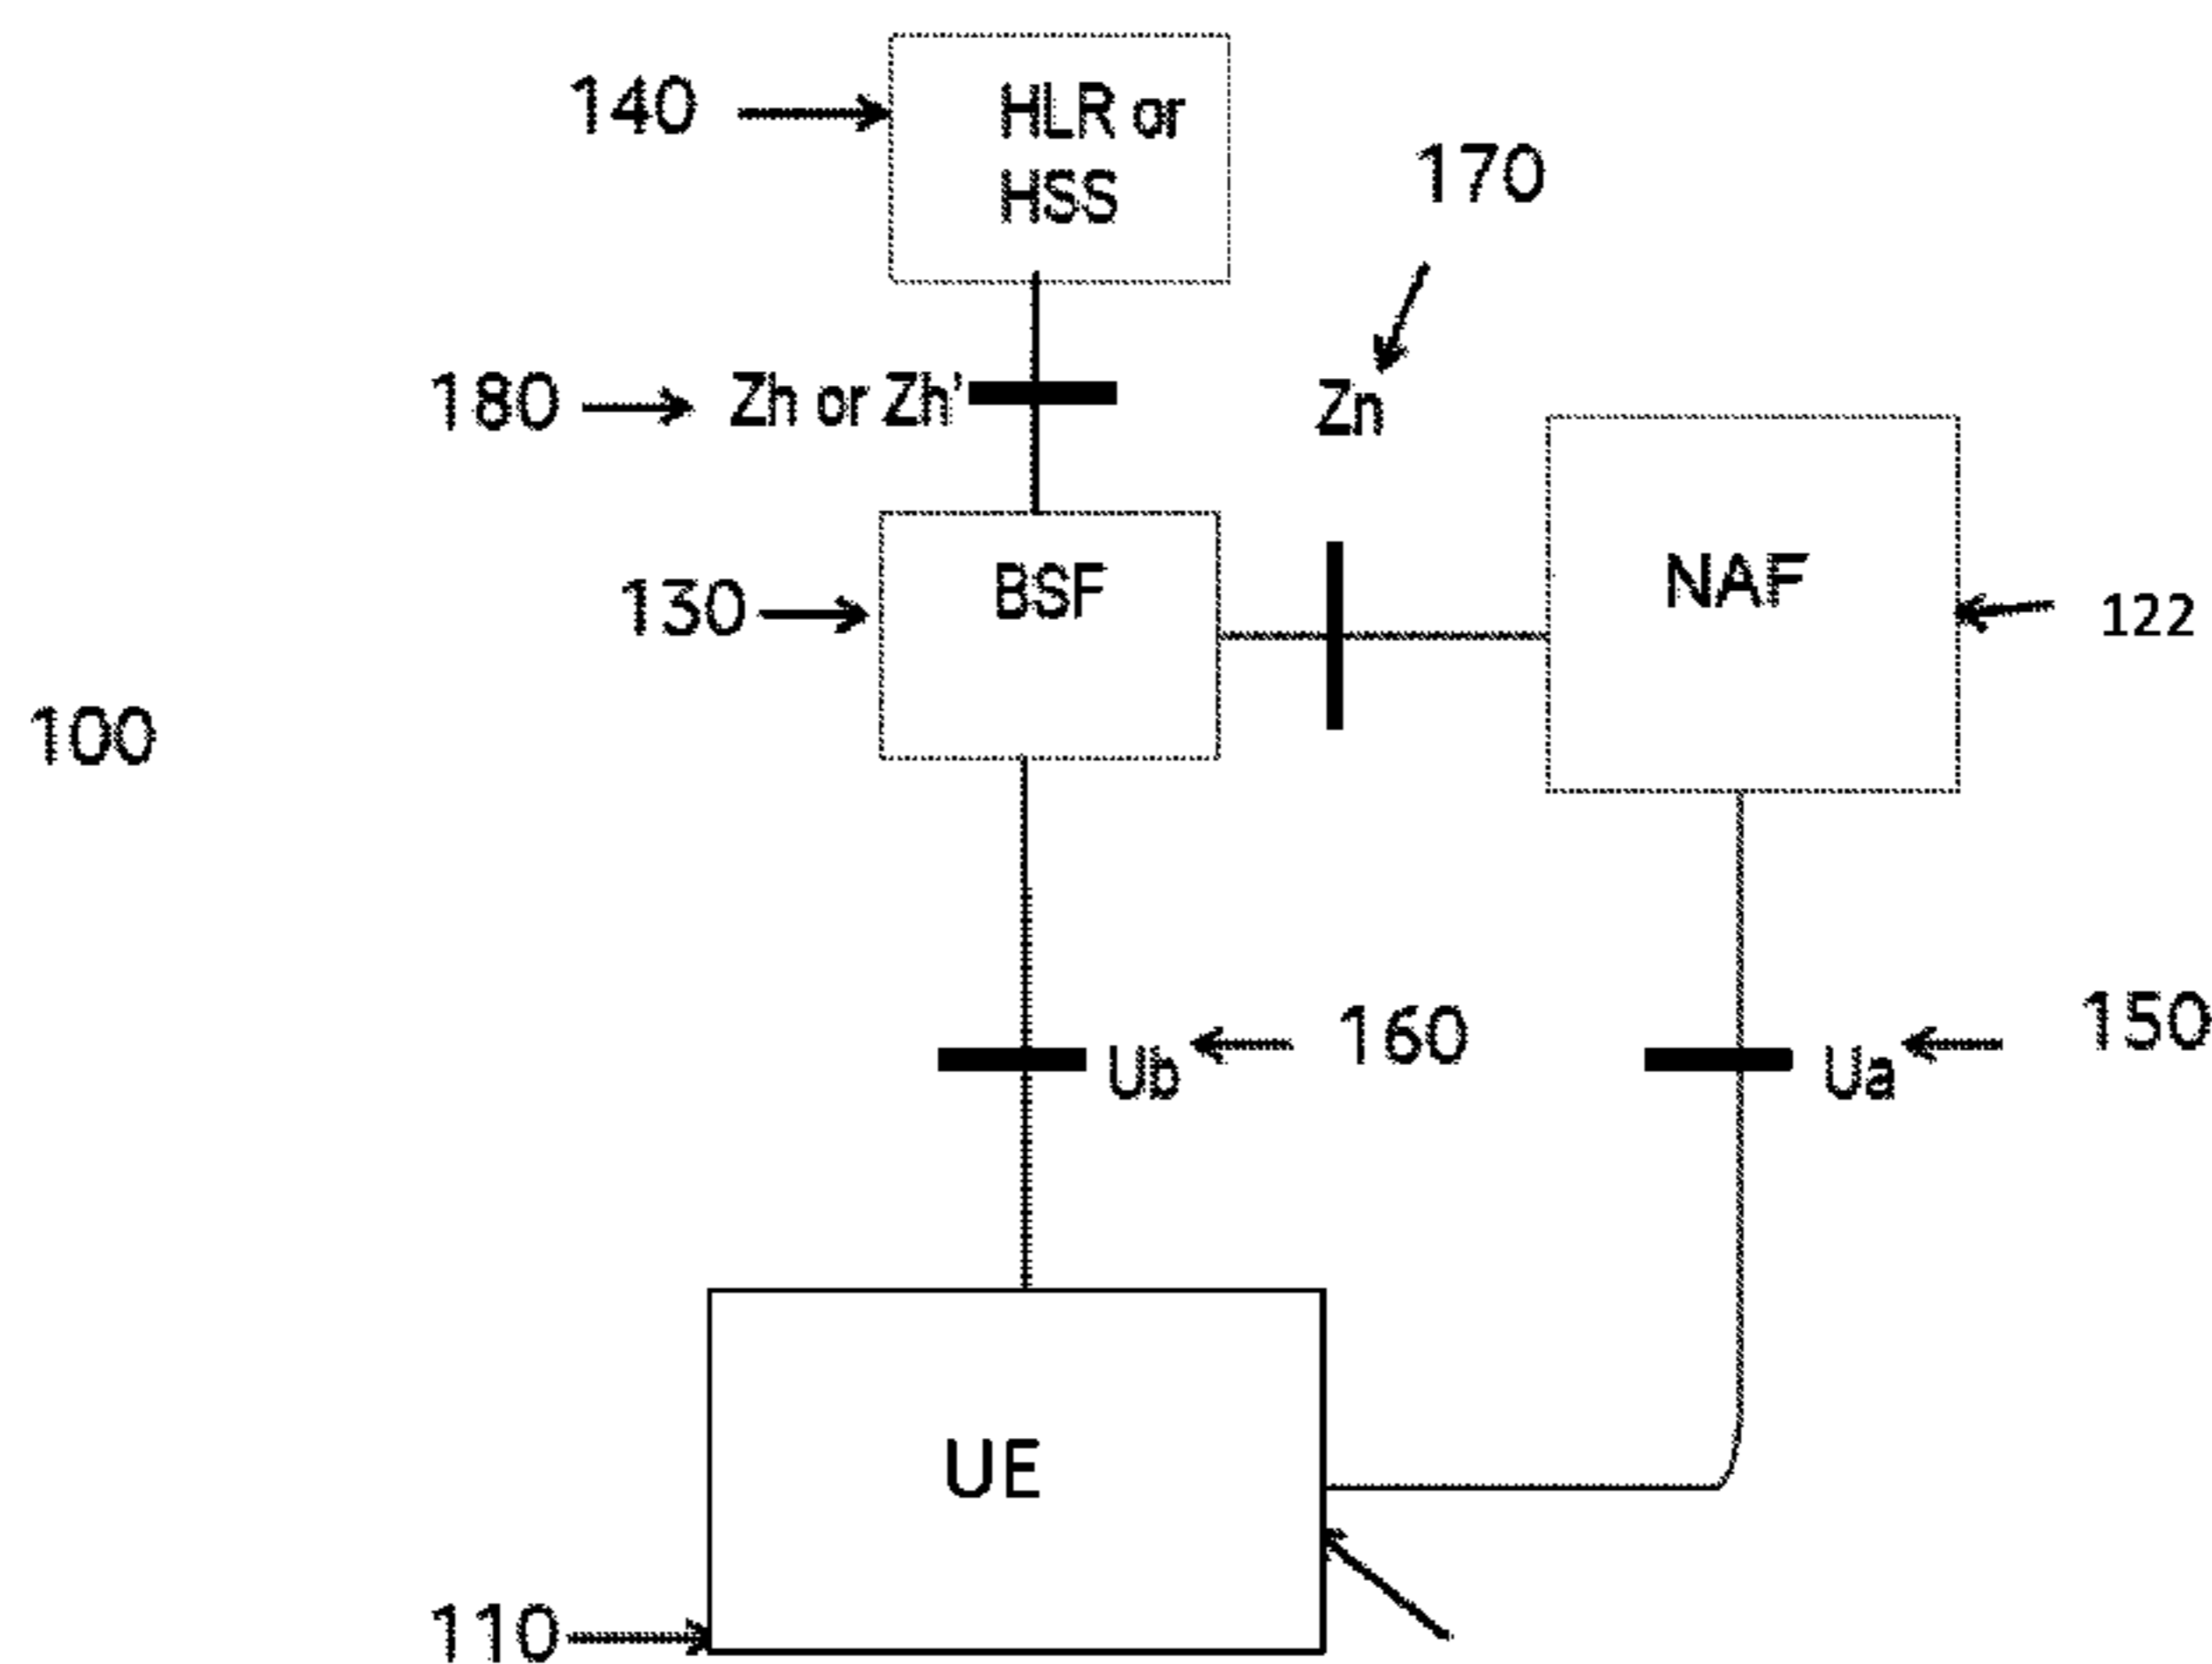 140
HLR or
HSS
170
180
Zh or Zh'
Zn
130
BSF
NAF
122
100
Ub
160
Ua
150
UE
110